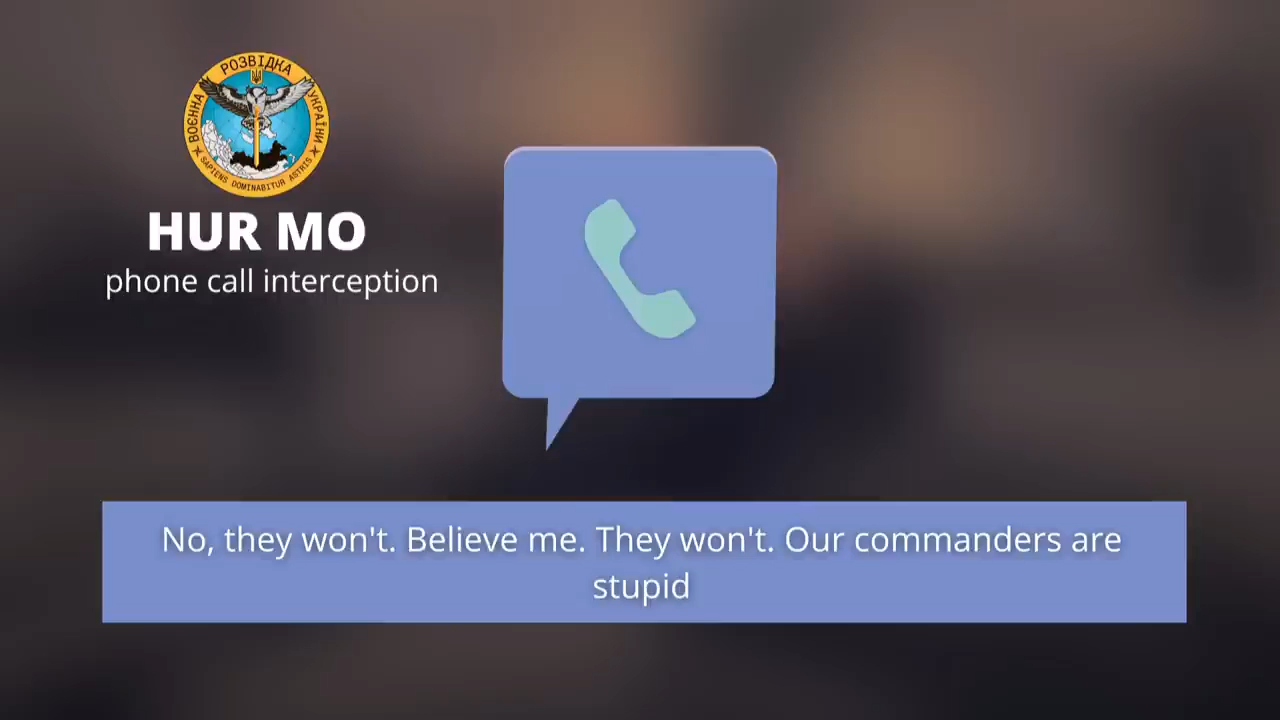 ВОЄННА РОЗВІДКА УКРАЇНИ
SAPIENS DOMINABITUR ASTRIS
HUR MO
phone call interception
No, they won't. Believe me. They won't. Our commanders are
stupid